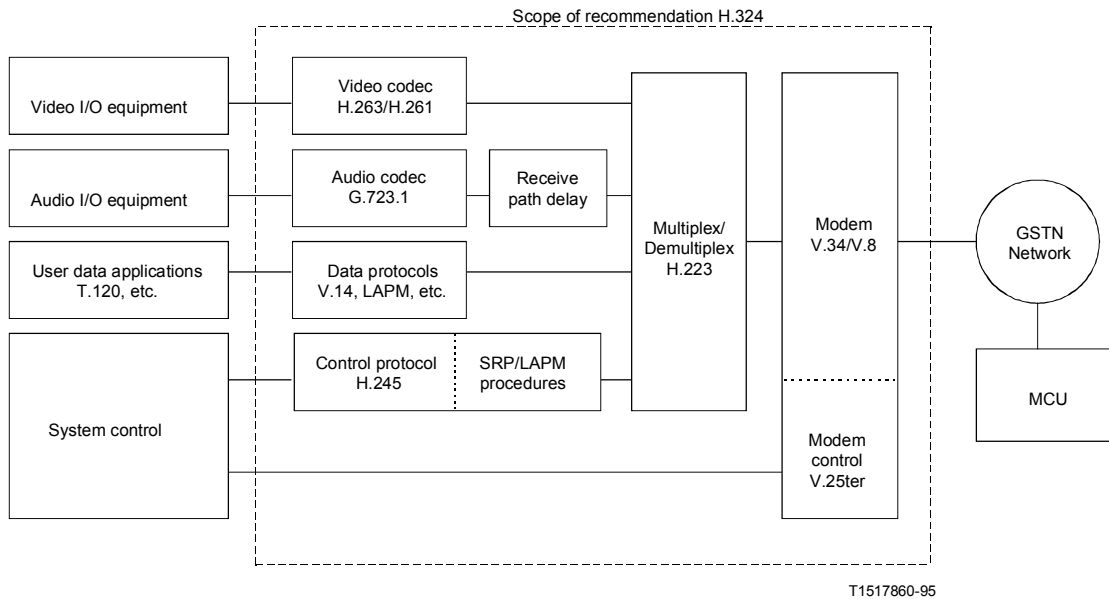 Scope of recommendation H.324
Video I/O equipment
Video codec
H.263/H.261
Audio I/O equipment
Audio codec
G.723.1
Receive
path delay
User data applications
T.120, etc.
Data protocols
V.14, LAPM, etc.
System control
Control protocol
H.245
SRP/LAPM
procedures
Multiplex/
Demultiplex
H.223
Modem
V.34/V.8
Modem
control
V.25ter
GSTN
Network
MCU
T1517860-95